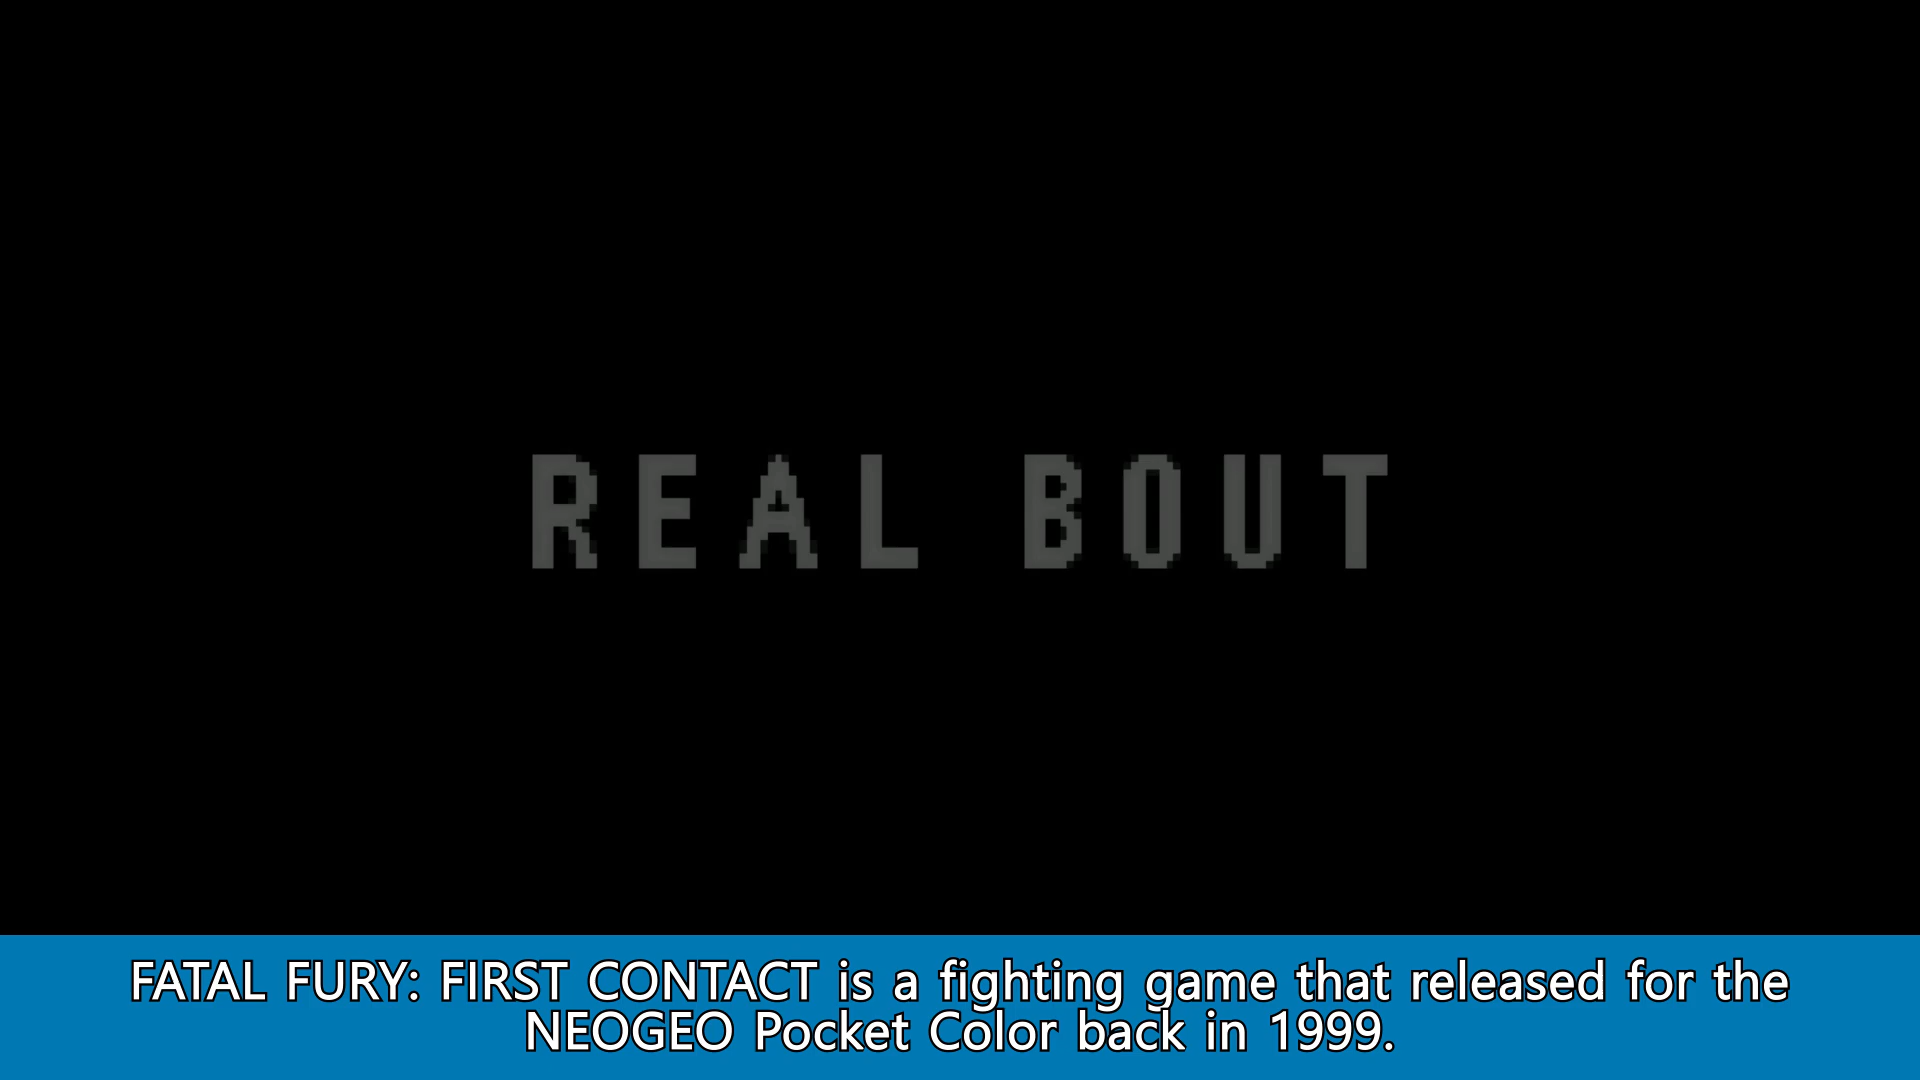 REAL BOUT
FATAL FURY: FIRST CONTACT is a fighting game that released for the
NEOGEO Pocket Color back in 1999.